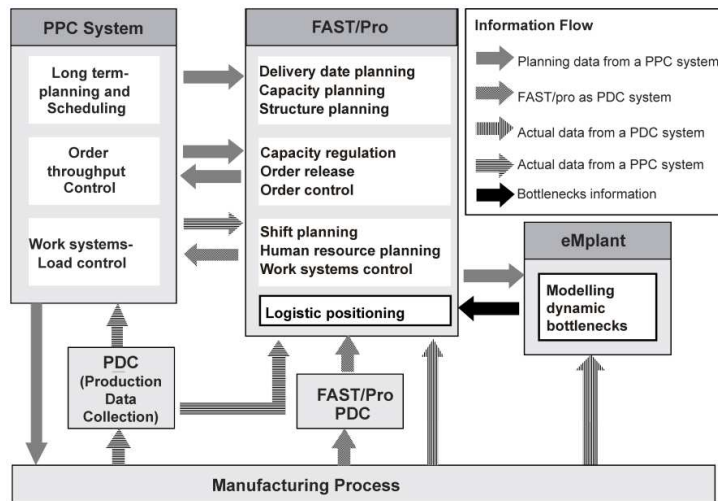 PPC System
Long term-
planning and
Scheduling
Order
throughput
Control
Work systems-
Load control
FAST/Pro
Delivery date planning
Capacity planning
Structure planning
Capacity regulation
Order release
Order control
Shift planning
Human resource planning
Work systems control
Logistic positioning
Information Flow
Planning data from a PPC system
FAST/pro as PDC system
Actual data from a PDC system
Actual data from a PPC system
Bottlenecks information
eMplant
Modelling
dynamic
bottlenecks
PDC
(Production
Data
Collection)
FAST/Pro
PDC
Manufacturing Process